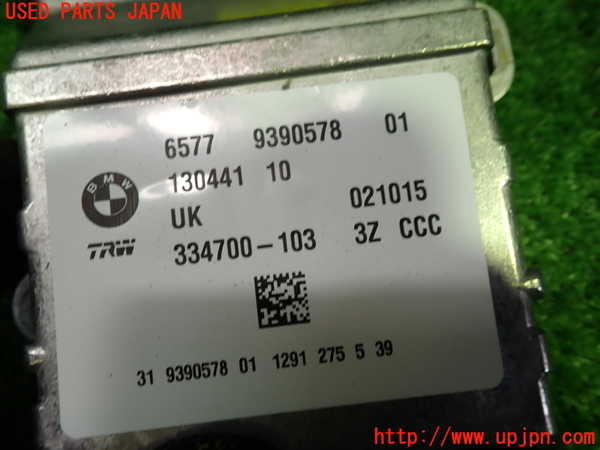 USED PARTS JAPAN
6577 9390578 01
130441 10
BMW
UK 021015
TRW 334700-103 3Z CCC
31 9390578 01 1291 275 5 39
http://www.upjpn.com